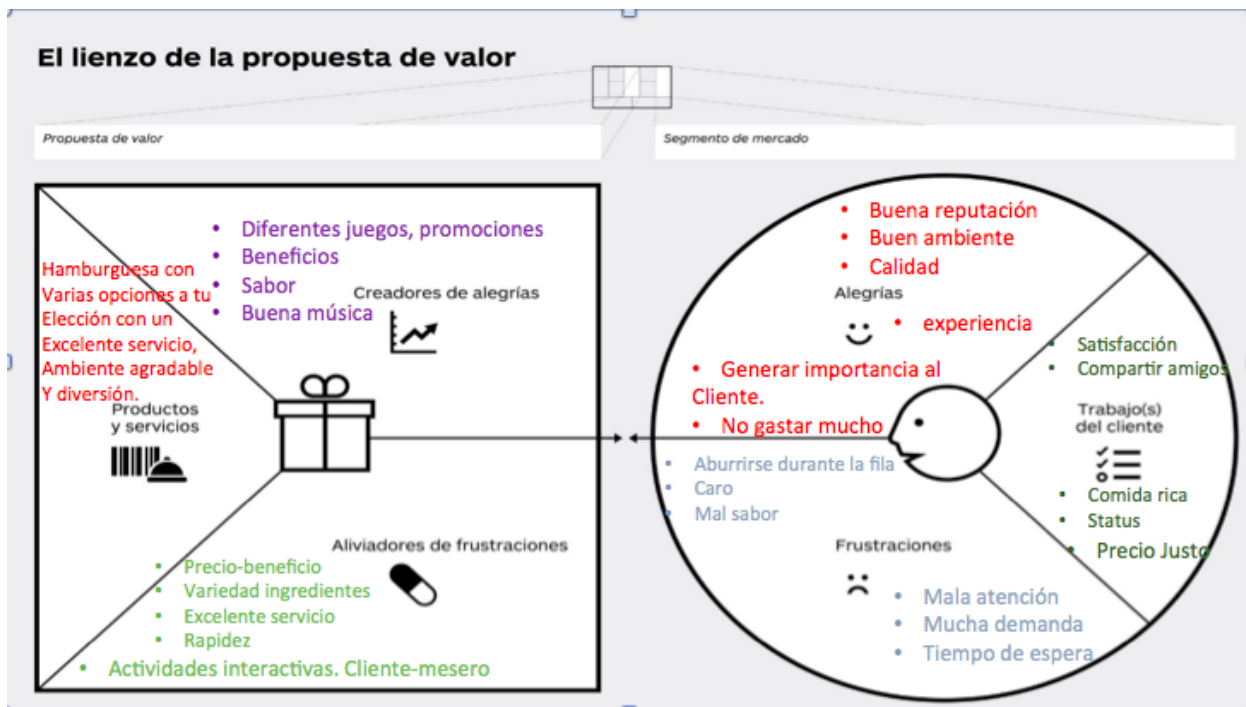 El lienzo de la propuesta de valor
Propuesta de valor
Segmento de mercado
• Diferentes juegos, promociones
• Beneficios
• Sabor
• Buena música
Creadores de alegrías
Hamburguesa con
Varias opciones a tu
Elección con un
Excelente servicio,
Ambiente agradable
Y diversión.
Productos
y servicios
Aliviadores de frustraciones
• Precio-beneficio
• Variedad ingredientes
• Excelente servicio
• Rapidez
• Actividades interactivas. Cliente-mesero
• Buena reputación
• Buen ambiente
• Calidad
Alegrías
• experiencia
• Generar importancia al
Cliente.
• No gastar mucho
• Satisfacción
• Compartir amigos
Trabajo(s)
del cliente
• Comida rica
• Status
• Precio Justo
• Aburrirse durante la fila
• Caro
• Mal sabor
Frustraciones
• Mala atención
• Mucha demanda
• Tiempo de espera